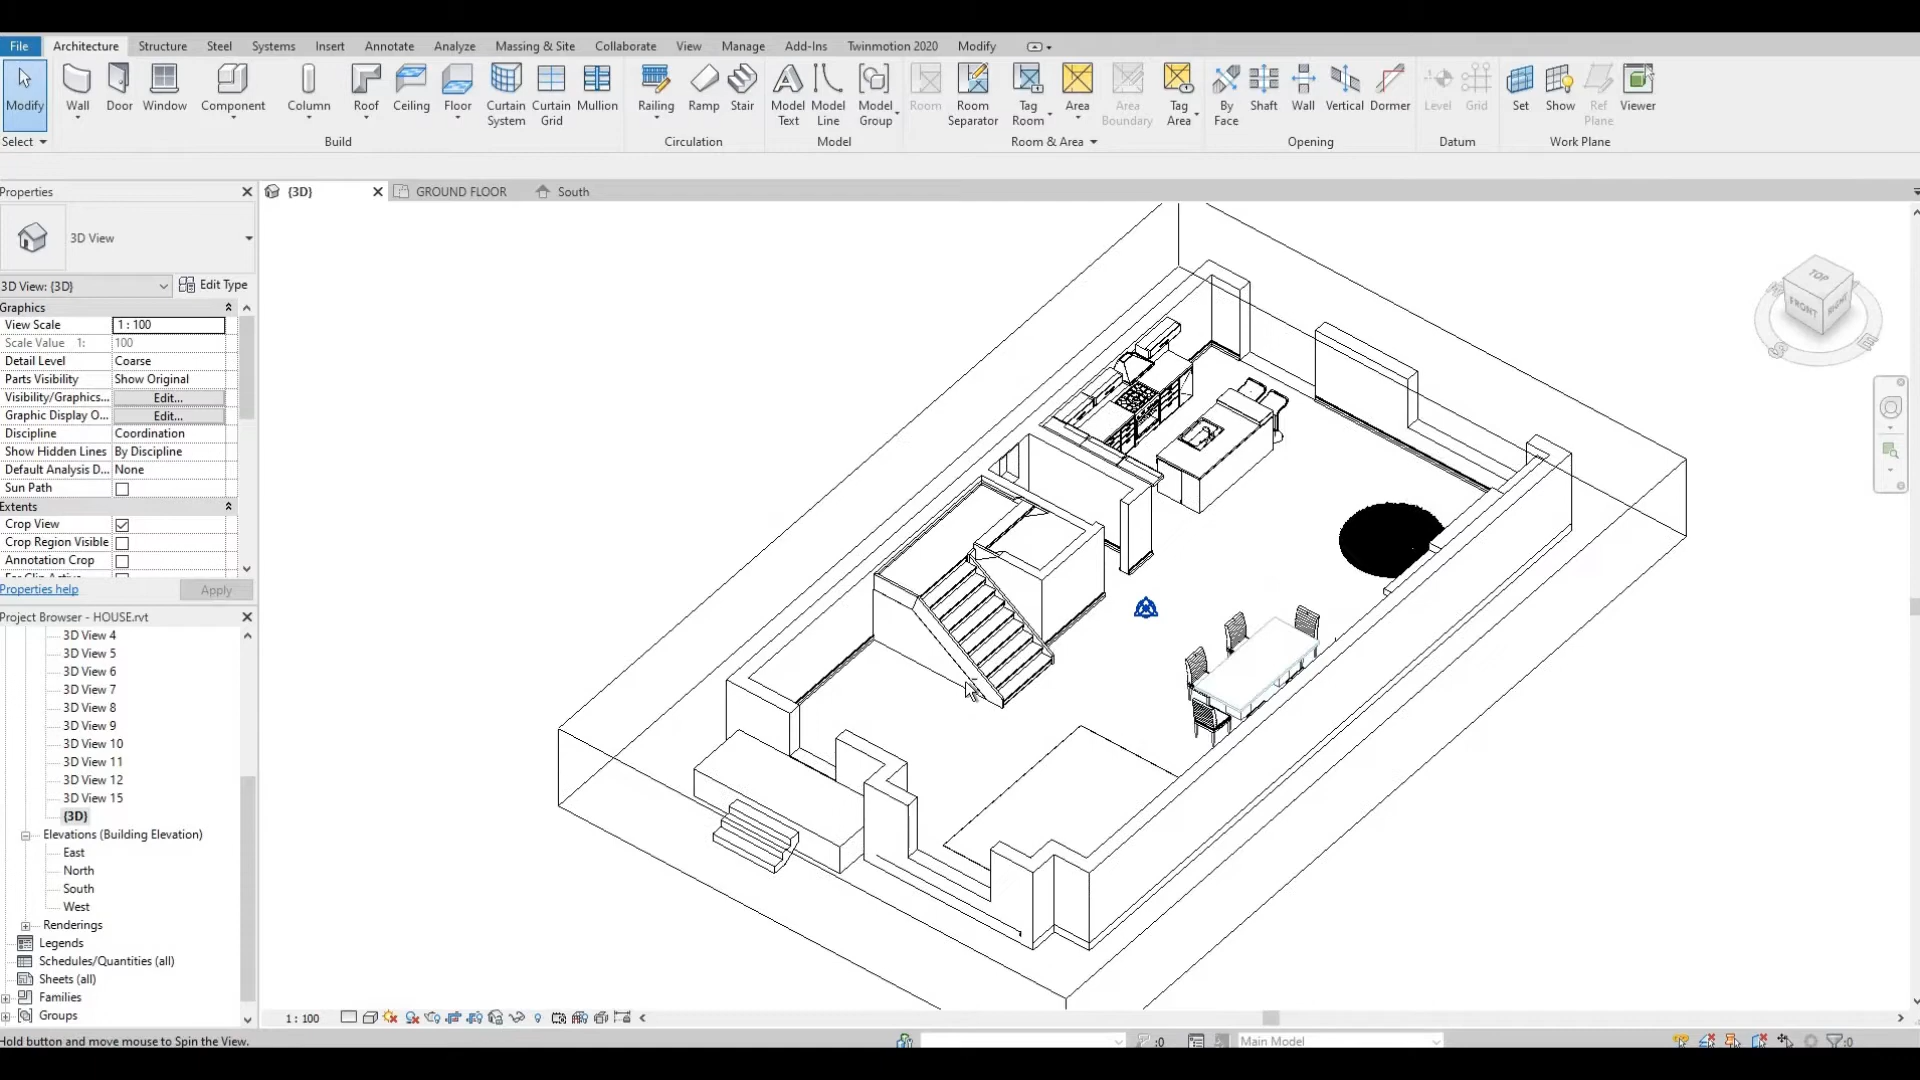 File Architecture Structure Steel Systems Insert Annotate Analyze Massing & Site Collaborate View Manage Add-Ins Twinmotion 2020 Modify
Modify Wall Door Window Component Column Roof Ceiling Floor Curtain System Curtain Grid Mullion Railing Ramp Stair Model Text Model Line Model Group Room Room Separator Tag Room Area Area Boundary Tag Area By Face Shaft Wall Vertical Dormer Level Grid Set Show Ref Plane Viewer
Select Build Circulation Model Room & Area Opening Datum Work Plane
Properties
{3D} GROUND FLOOR South
3D View
3D View: {3D} Edit Type
Graphics
View Scale 1 : 100
Scale Value 1: 100
Detail Level Coarse
Parts Visibility Show Original
Visibility/Graphics... Edit...
Graphic Display O... Edit...
Discipline Coordination
Show Hidden Lines By Discipline
Default Analysis D... None
Sun Path
Extents
Crop View
Crop Region Visible
Annotation Crop
Properties help Apply
Project Browser - HOUSE.rvt
3D View 4
3D View 5
3D View 6
3D View 7
3D View 8
3D View 9
3D View 10
3D View 11
3D View 12
3D View 15
{3D}
Elevations (Building Elevation)
East
North
South
West
Renderings
Legends
Schedules/Quantities (all)
Sheets (all)
Families
Groups
TOP
FRONT
RIGHT
S
E
1 : 100
Hold button and move mouse to Spin the View.
:0
Main Model
:0